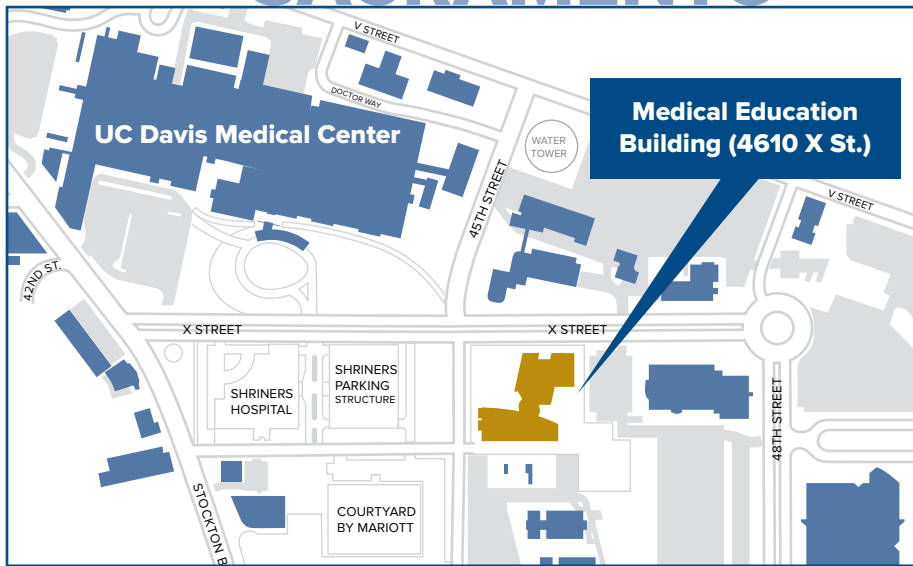 SACRAMENTO
V STREET
DOCTOR WAY
UC Davis Medical Center
WATER
TOWER
Medical Education
Building (4610 X St.)
45TH STREET
V STREET
42ND ST.
X STREET
X STREET
SHRINERS
HOSPITAL
SHRINERS
PARKING
STRUCTURE
48TH STREET
STOCKTON B
COURTYARD
BY MARIOTT